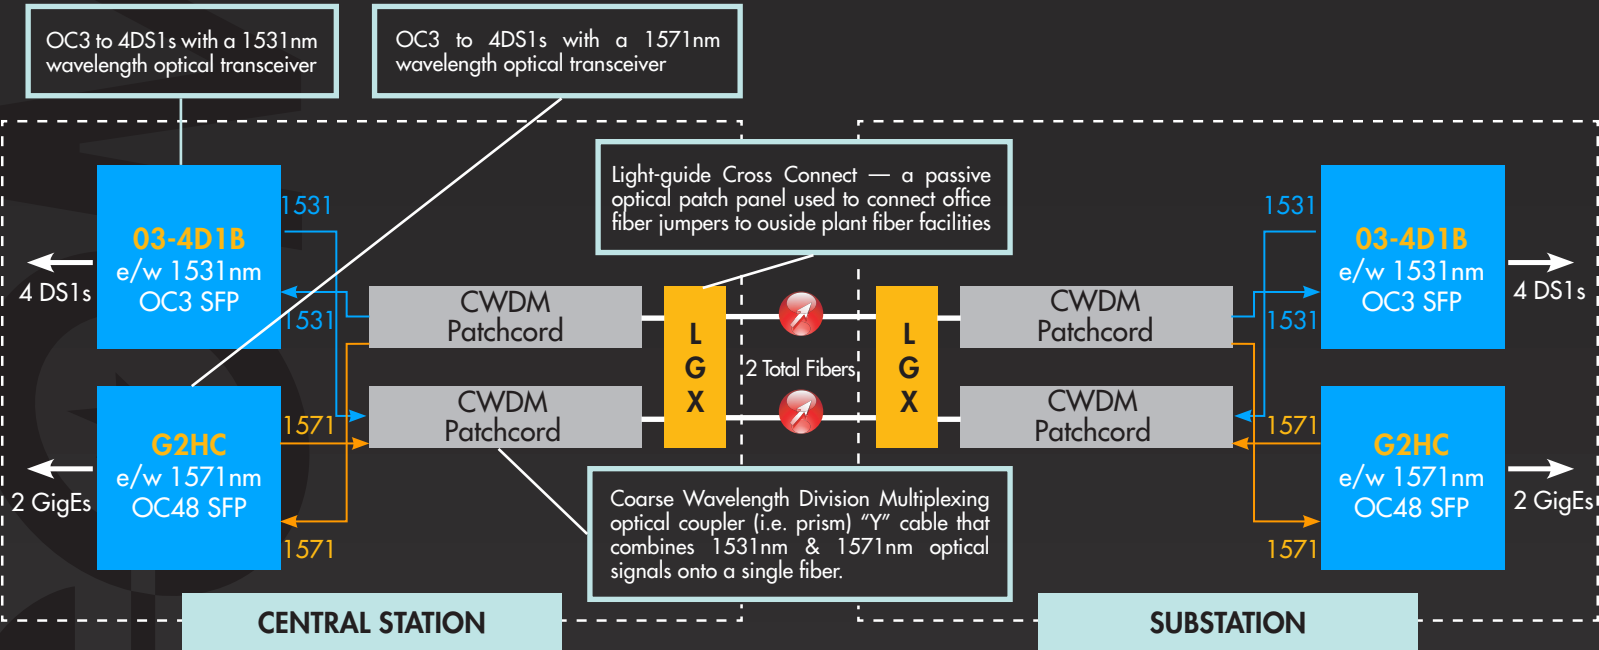 OC3 to 4DS1s with a 1531nm
wavelength optical transceiver
OC3 to 4DS1s with a 1571nm
wavelength optical transceiver
Light-guide Cross Connect — a passive
optical patch panel used to connect office
fiber jumpers to ouside plant fiber facilities
03-4D1B
e/w 1531nm
OC3 SFP
4 DS1s
1531
1531
G2HC
e/w 1571nm
OC48 SFP
2 GigEs
1571
1571
CWDM
Patchcord
CWDM
Patchcord
L
G
X
2 Total Fibers
L
G
X
CWDM
Patchcord
CWDM
Patchcord
1531
1531
03-4D1B
e/w 1531nm
OC3 SFP
4 DS1s
1571
1571
G2HC
e/w 1571nm
OC48 SFP
2 GigEs
Coarse Wavelength Division Multiplexing
optical coupler (i.e. prism) “Y” cable that
combines 1531nm & 1571nm optical
signals onto a single fiber.
CENTRAL STATION
SUBSTATION